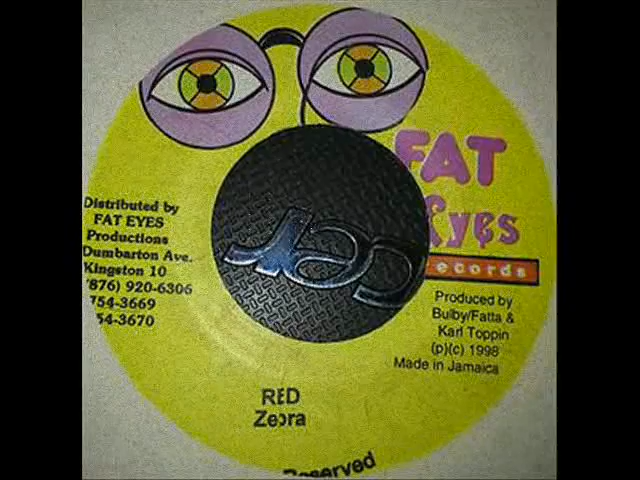 FAT
Eyes
ecords
Distributed by
FAT EYES
Productions
Dumbarton Ave.
Kingston 10
(876) 920-6306
754-3669
54-3670
Produced by
Bulby/Fatta &
Karl Toppin
(p)(c) 1998
Made in Jamaica
RED
Zebra
Reserved